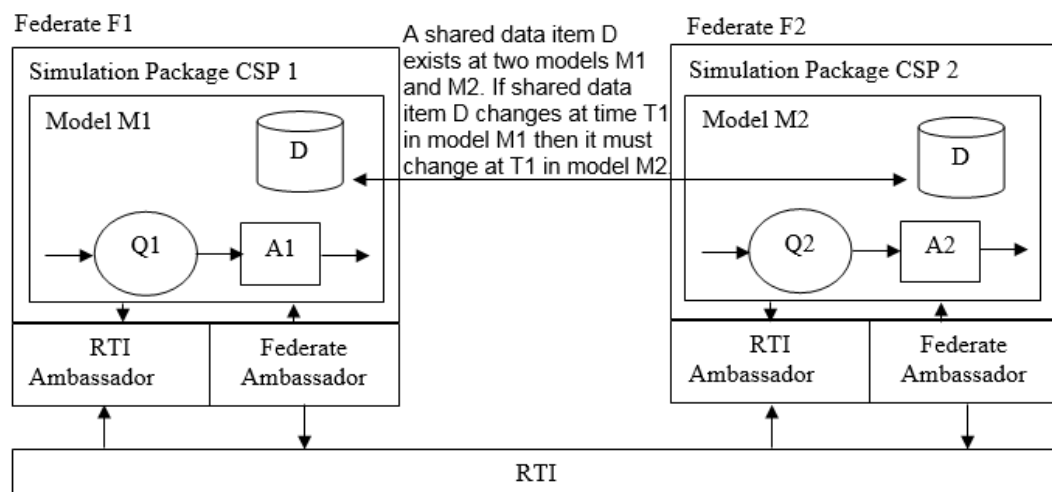 Federate F1
Simulation Package CSP 1
Model M1
D
Q1
A1
RTI
Ambassador
Federate
Ambassador
A shared data item D
exists at two models M1
and M2. If shared data
item D changes at time T1
in model M1 then it must
change at T1 in model M2.
Federate F2
Simulation Package CSP 2
Model M2
D
Q2
A2
RTI
Ambassador
Federate
Ambassador
RTI